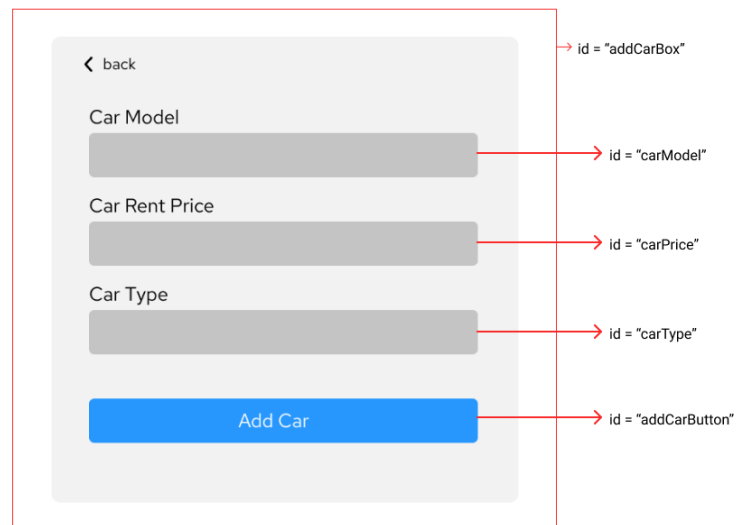 id = “addCarBox”
back
Car Model
id = “carModel”
Car Rent Price
id = “carPrice”
Car Type
id = “carType”
Add Car
id = “addCarButton”